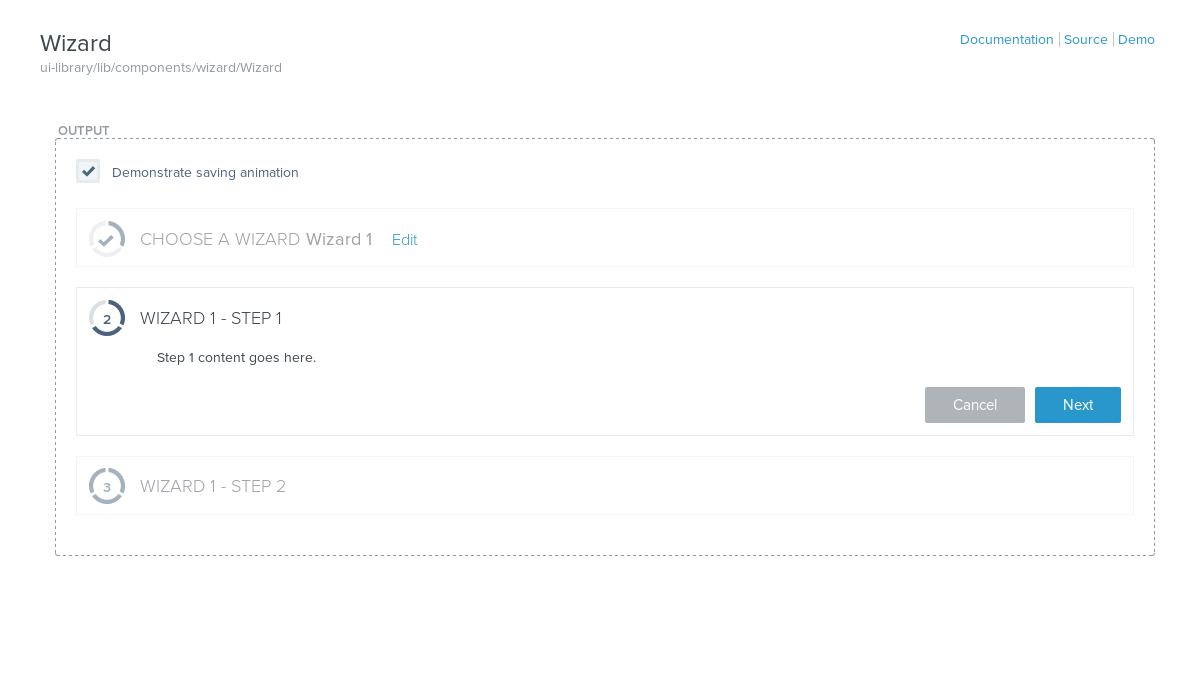 Wizard
Documentation Source Demo
ui-library/lib/components/wizard/Wizard
OUTPUT
Demonstrate saving animation
CHOOSE A WIZARD Wizard 1 Edit
2 WIZARD 1 - STEP 1
Step 1 content goes here.
Cancel Next
3 WIZARD 1 - STEP 2